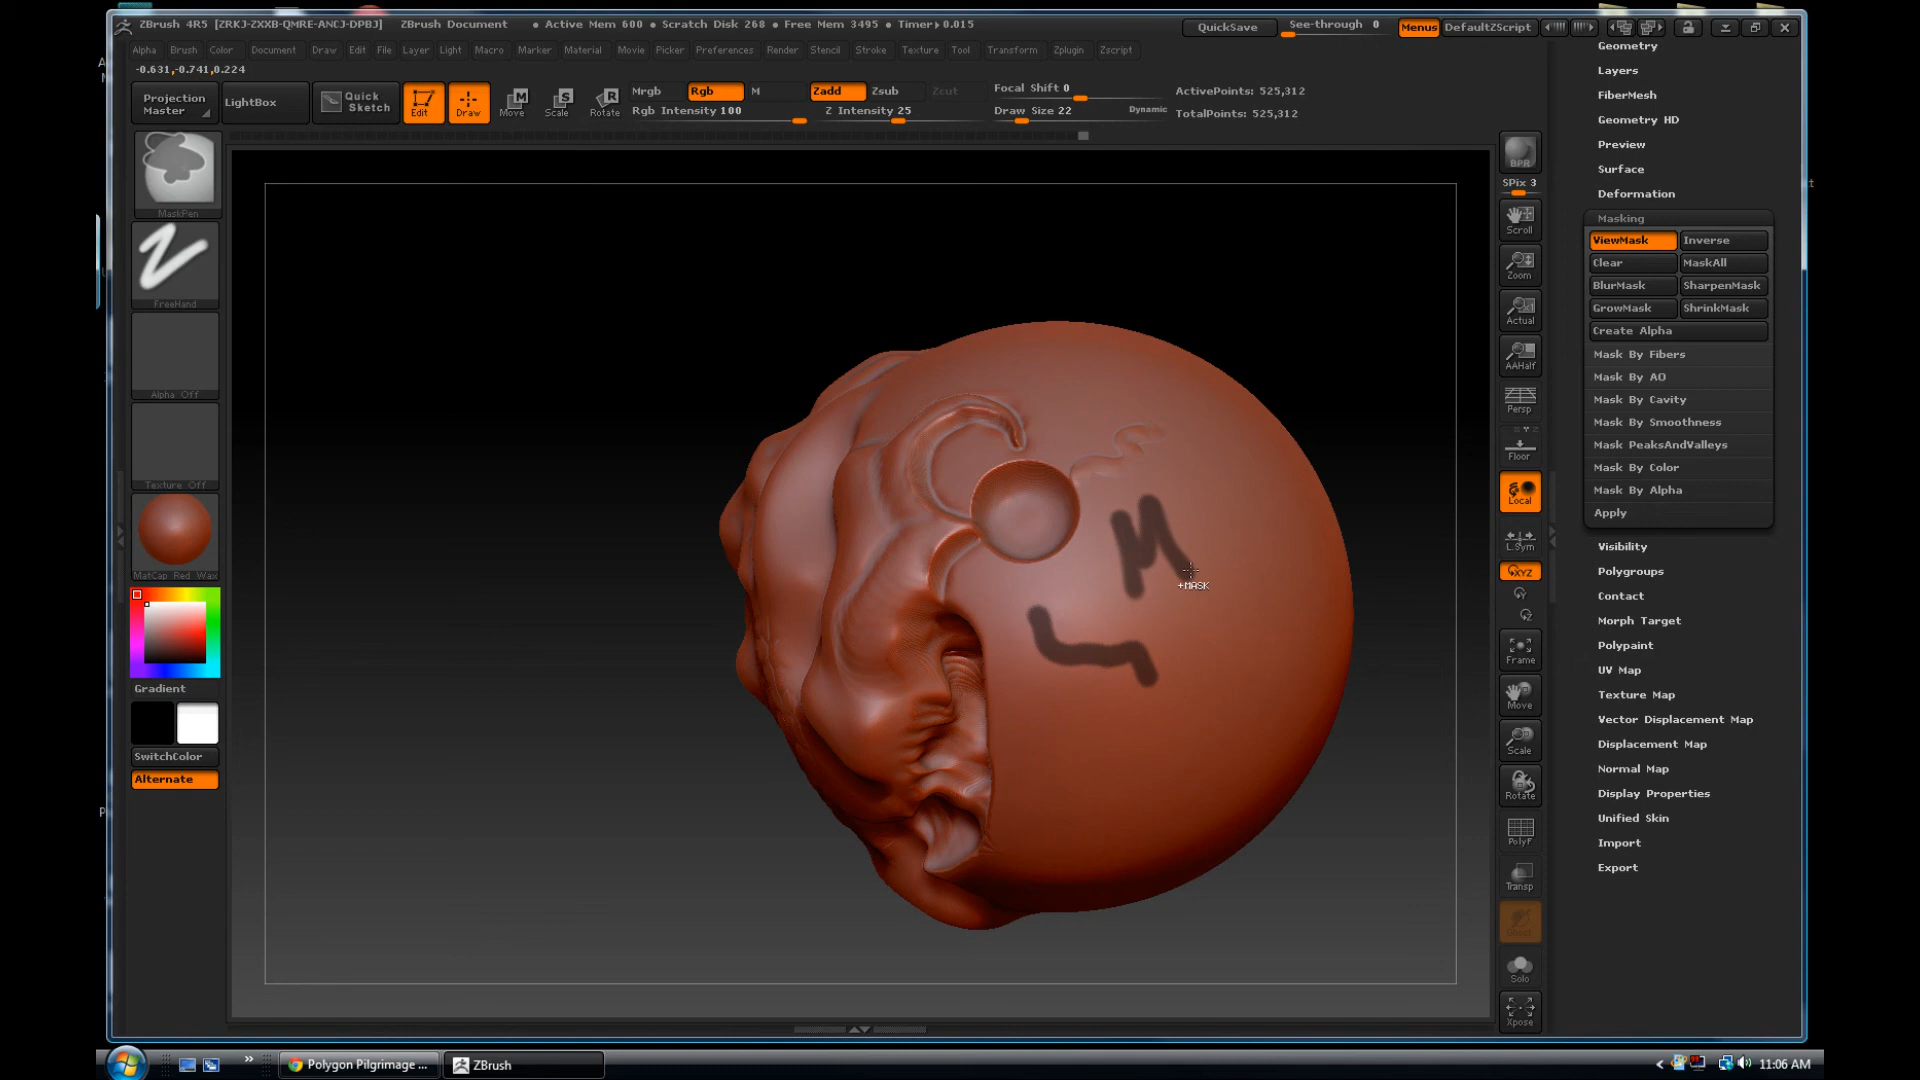 ZBrush 4R5 [ZRKJ-ZXXB-QMRE-ANCJ-DPBJ] ZBrush Document • Active Mem 600 • Scratch Disk 268 • Free Mem 3495 • Timer▸0.015 QuickSave See-through 0 Menus DefaultZScript
Alpha Brush Color Document Draw Edit File Layer Light Macro Marker Material Movie Picker Preferences Render Stencil Stroke Texture Tool Transform Zplugin Zscript
-0.631,-0.741,0.224
Projection Master
LightBox
Quick Sketch
Edit
Draw
Move
Scale
Rotate
Mrgb Rgb M
Rgb Intensity 100
Zadd Zsub Zcut
Z Intensity 25
Focal Shift 0
Draw Size 22 Dynamic
ActivePoints: 525,312
TotalPoints: 525,312
MaskPen
FreeHand
Alpha Off
Texture Off
MatCap Red Wax
Gradient
SwitchColor
Alternate
+MASK
BPR
SPix 3
Scroll
Zoom
Actual
AAHalf
Persp
Floor
Local
L.Sym
XYZ
Y
Z
Frame
Move
Scale
Rotate
PolyF
Transp
Ghost
Solo
Xpose
Geometry
Layers
FiberMesh
Geometry HD
Preview
Surface
Deformation
Masking
ViewMask Inverse
Clear MaskAll
BlurMask SharpenMask
GrowMask ShrinkMask
Create Alpha
Mask By Fibers
Mask By AO
Mask By Cavity
Mask By Smoothness
Mask PeaksAndValleys
Mask By Color
Mask By Alpha
Apply
Visibility
Polygroups
Contact
Morph Target
Polypaint
UV Map
Texture Map
Vector Displacement Map
Displacement Map
Normal Map
Display Properties
Unified Skin
Import
Export
» Polygon Pilgrimage ... ZBrush 11:06 AM